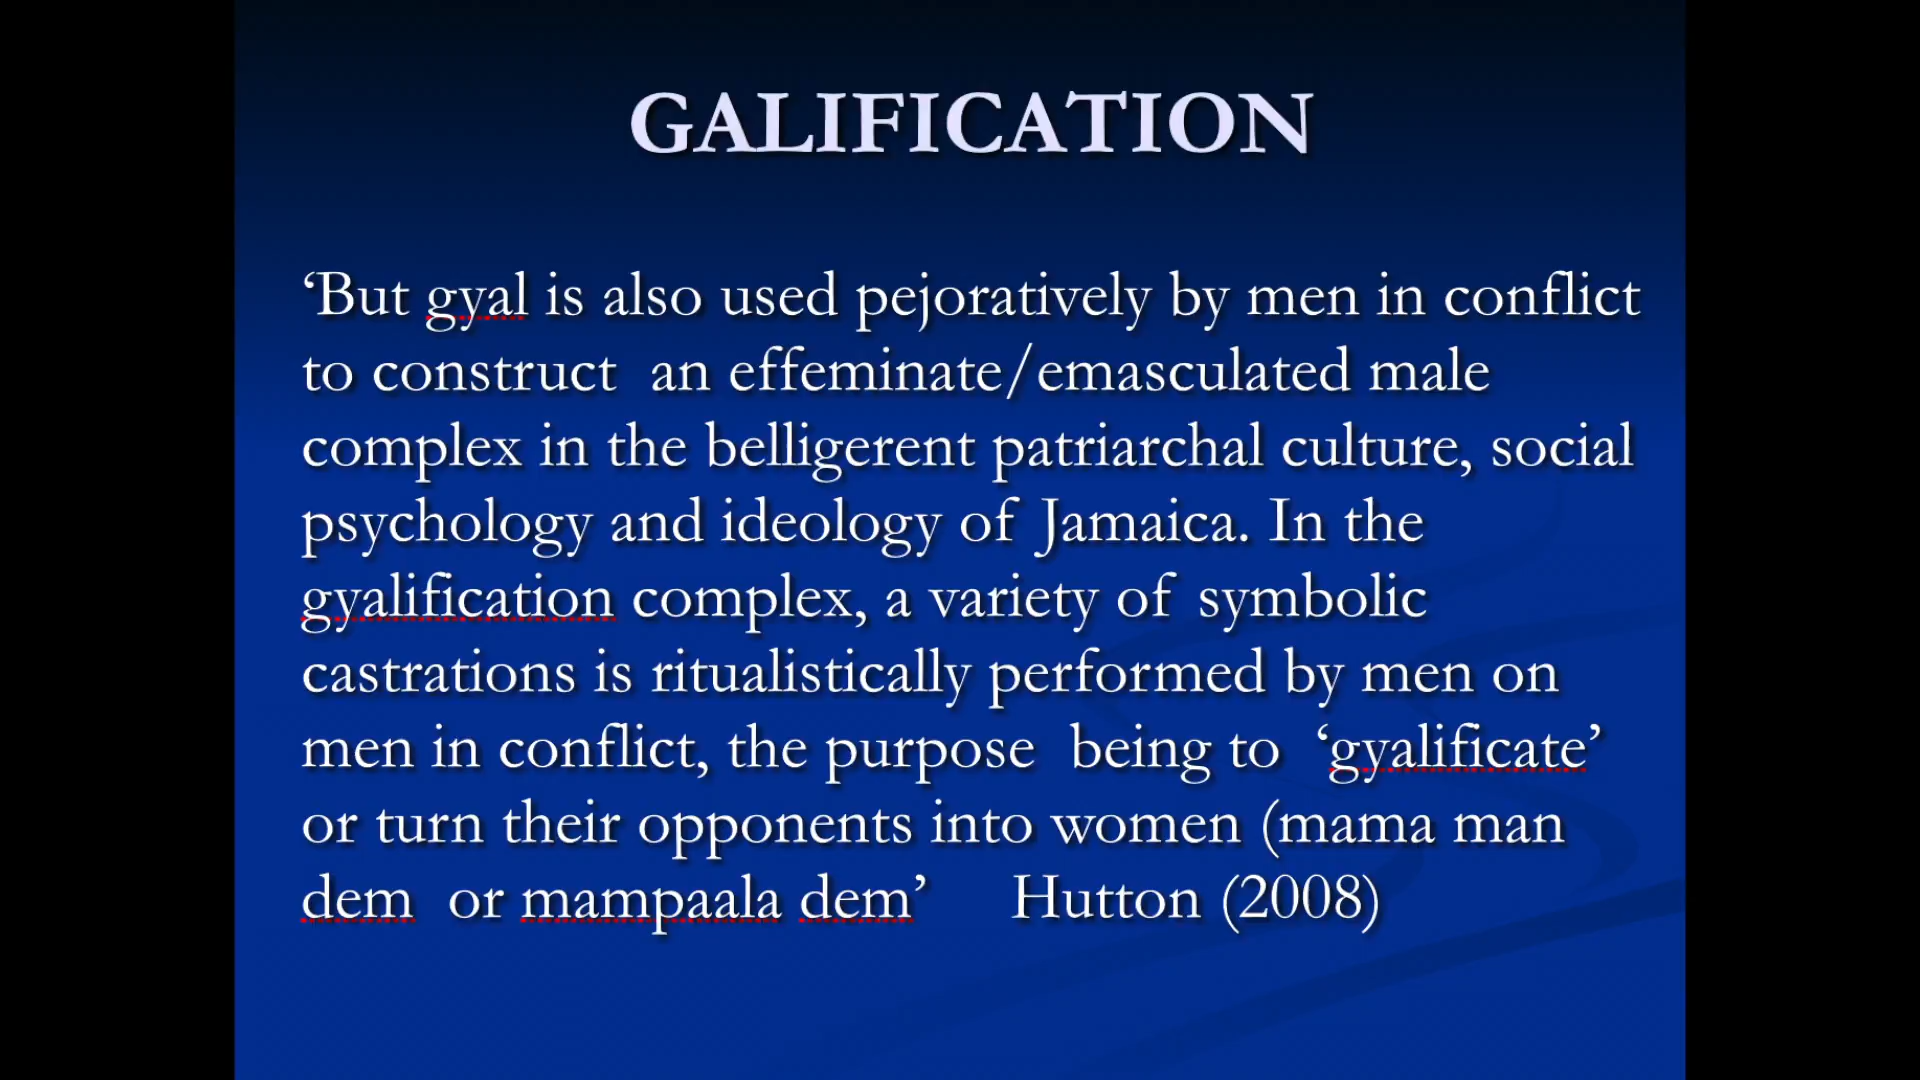 GALIFICATION
‘But gyal is also used pejoratively by men in conflict
to construct an effeminate/emasculated male
complex in the belligerent patriarchal culture, social
psychology and ideology of Jamaica. In the
gyalification complex, a variety of symbolic
castrations is ritualistically performed by men on
men in conflict, the purpose being to ‘gyalificate’
or turn their opponents into women (mama man
dem or mampaala dem’ Hutton (2008)